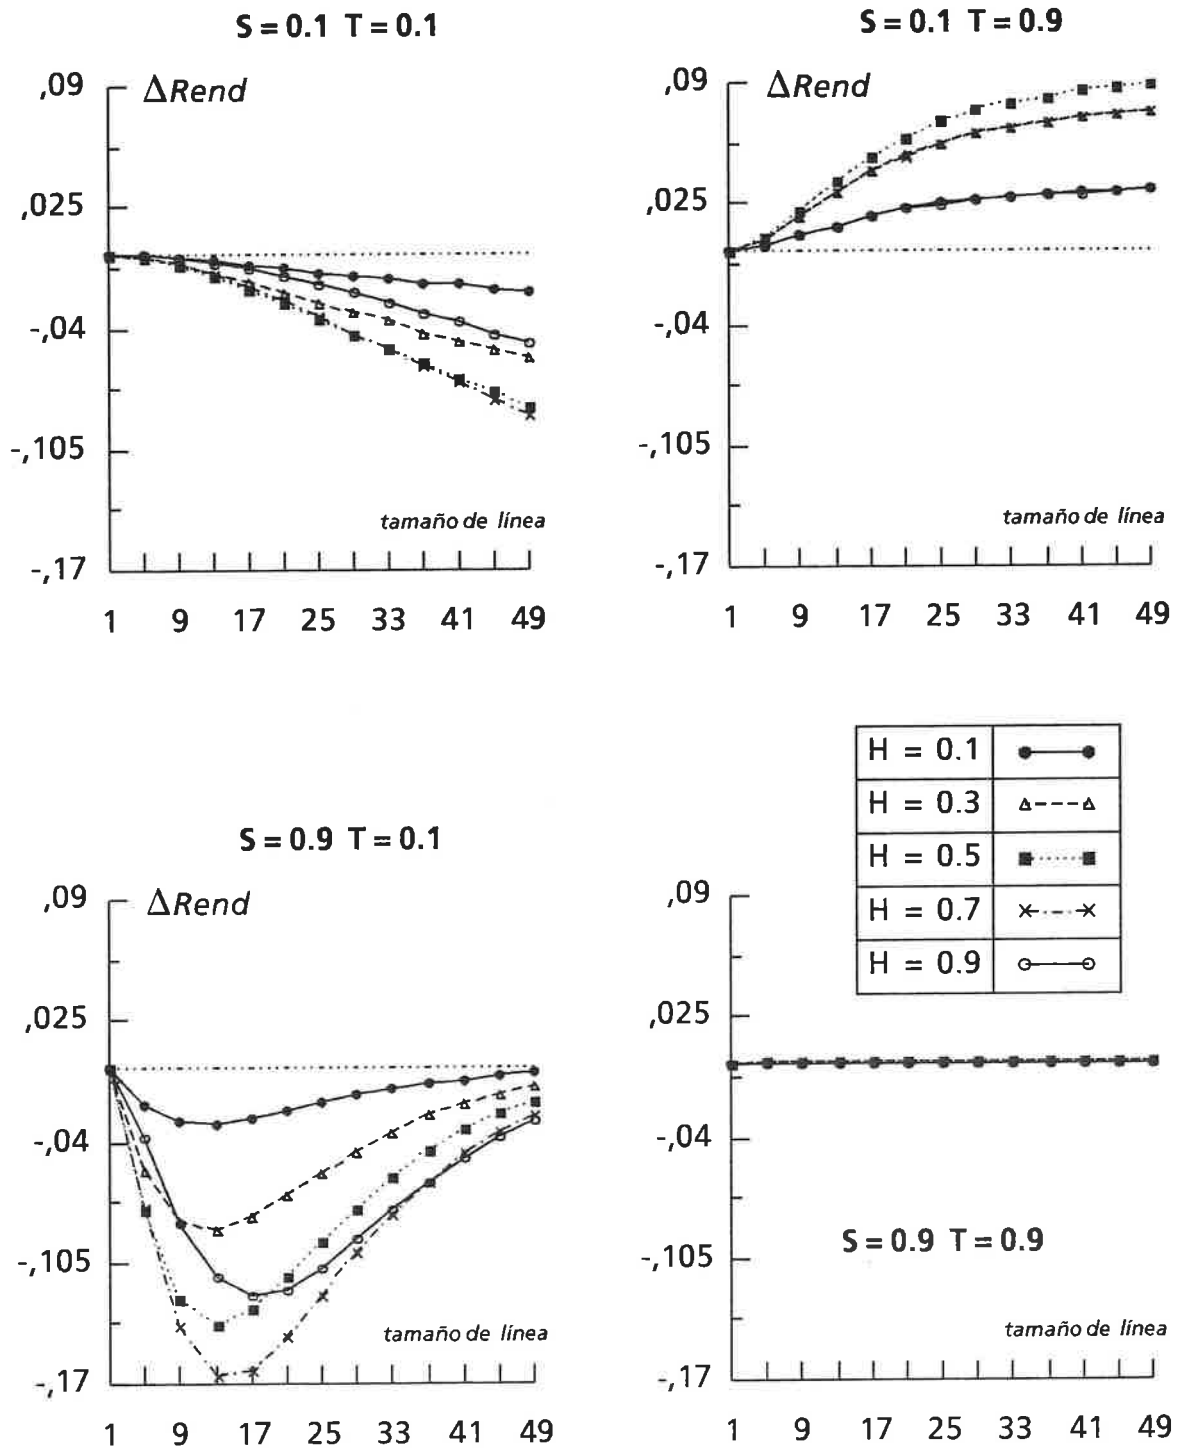 S = 0.1 T = 0.1
ΔRend
,09
,025
-,04
-,105
-,17
tamaño de línea
1 9 17 25 33 41 49
S = 0.1 T = 0.9
ΔRend
,09
,025
-,04
-,105
-,17
tamaño de línea
1 9 17 25 33 41 49
S = 0.9 T = 0.1
ΔRend
,09
,025
-,04
-,105
-,17
tamaño de línea
1 9 17 25 33 41 49
H = 0.1
H = 0.3
H = 0.5
H = 0.7
H = 0.9
,09
,025
-,04
-,105
-,17
S = 0.9 T = 0.9
tamaño de línea
1 9 17 25 33 41 49